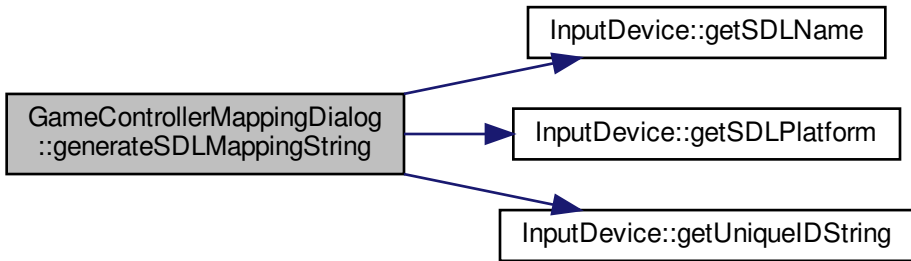 GameControllerMappingDialog
::generateSDLMappingString
InputDevice::getSDLName
InputDevice::getSDLPlatform
InputDevice::getUniqueIDString